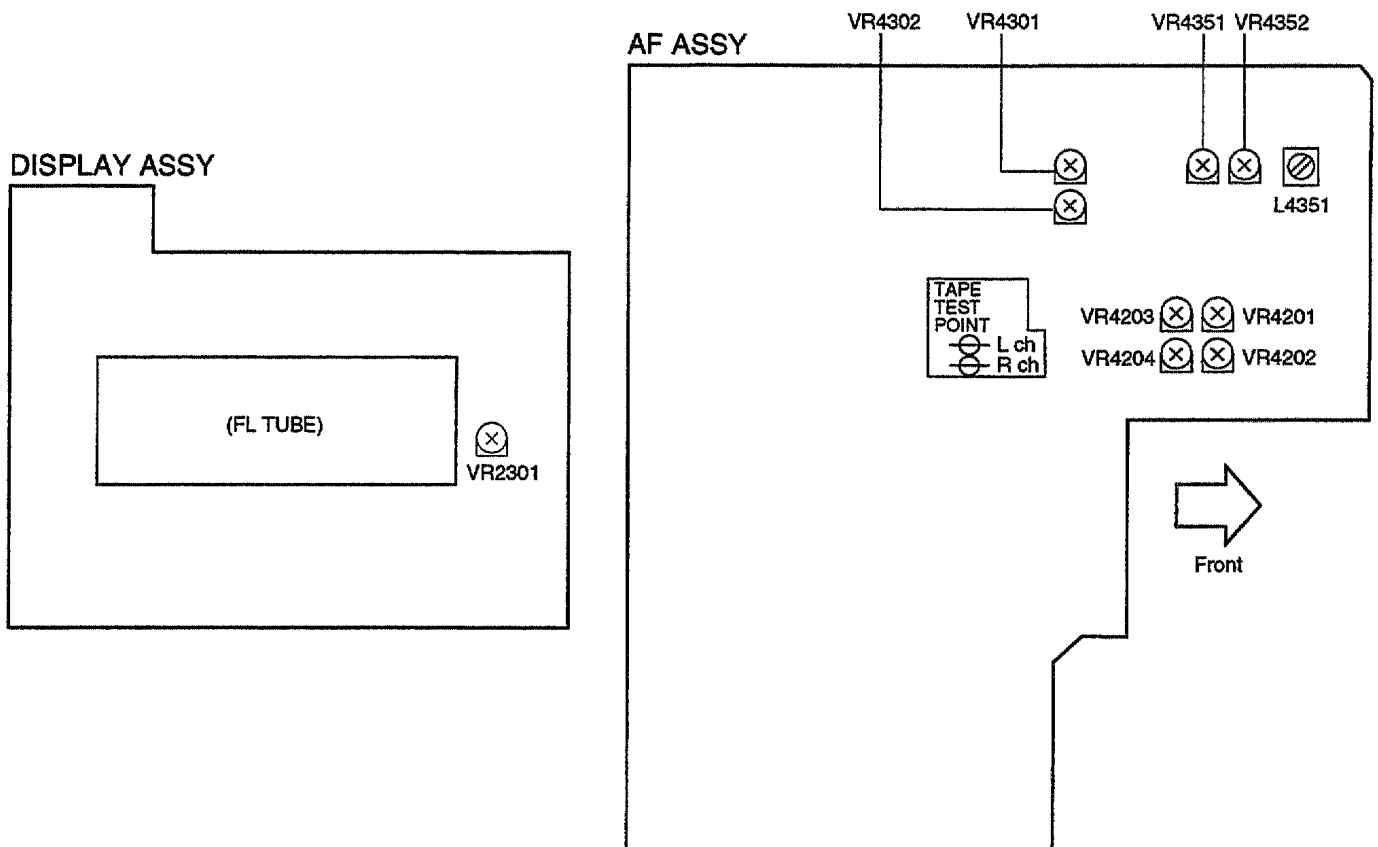 VR4302
VR4301
VR4351 VR4352
AF ASSY
DISPLAY ASSY
L4351
TAPE
TEST
POINT
L ch
R ch
VR4203
VR4201
VR4204
VR4202
(FL TUBE)
VR2301
Front